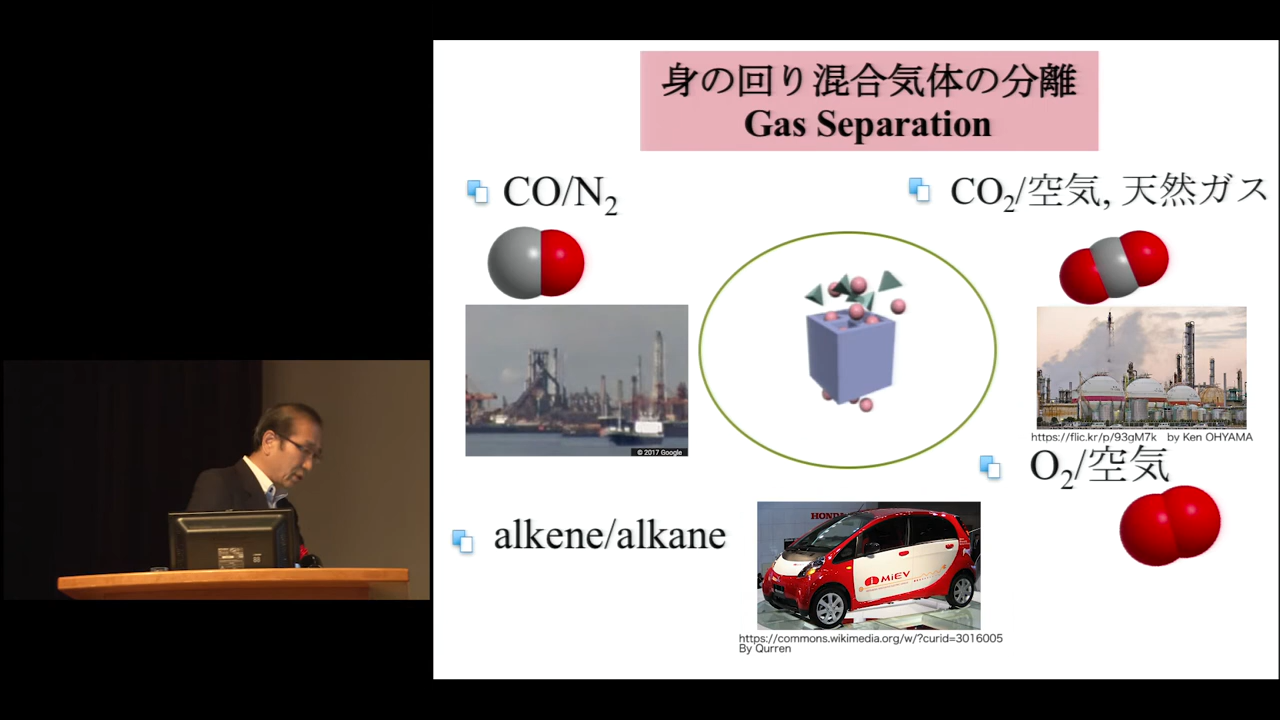 身の回り混合気体の分離
Gas Separation
CO/N2
CO2/空気, 天然ガス
© 2017 Google
https://flic.kr/p/93gM7k by Ken OHYAMA
O2/空気
alkene/alkane
HONDA
MiEV
https://commons.wikimedia.org/w/?curid=3016005
By Qurren